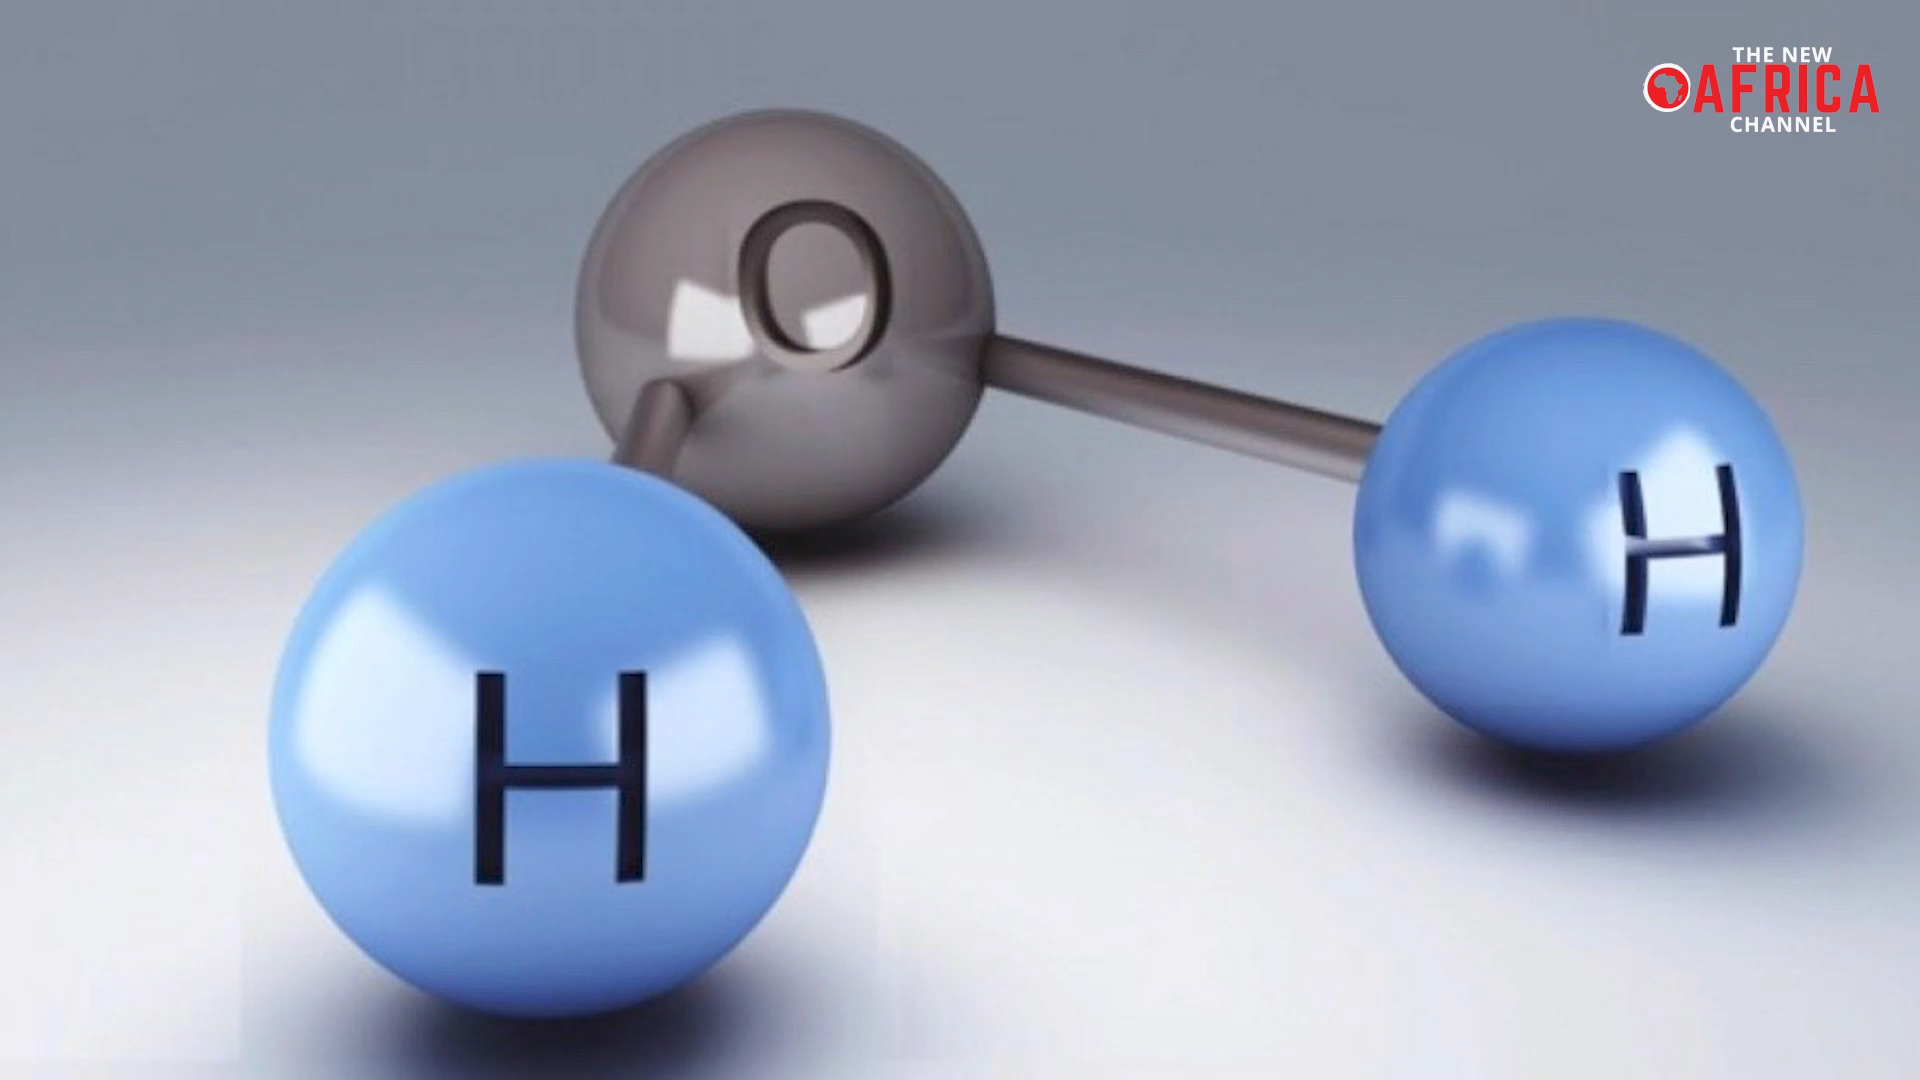 THE NEW
AFRICA
CHANNEL
O
H
H